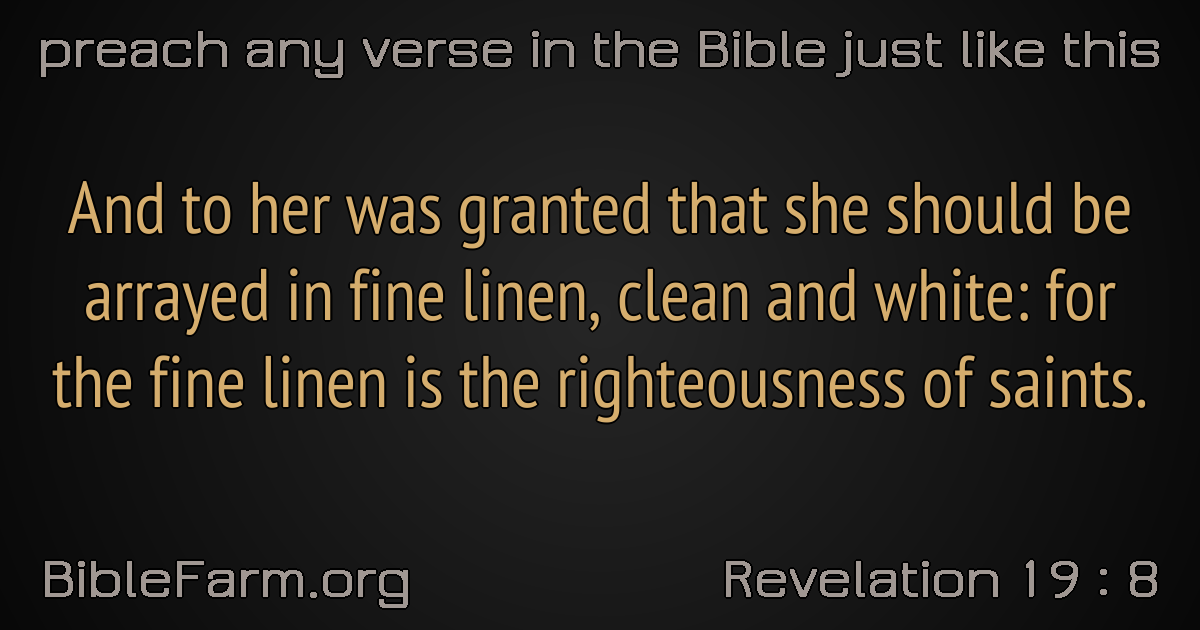 preach any verse in the Bible just like this
And to her was granted that she should be
arrayed in fine linen, clean and white: for
the fine linen is the righteousness of saints.
BibleFarm.org
Revelation 19 : 8